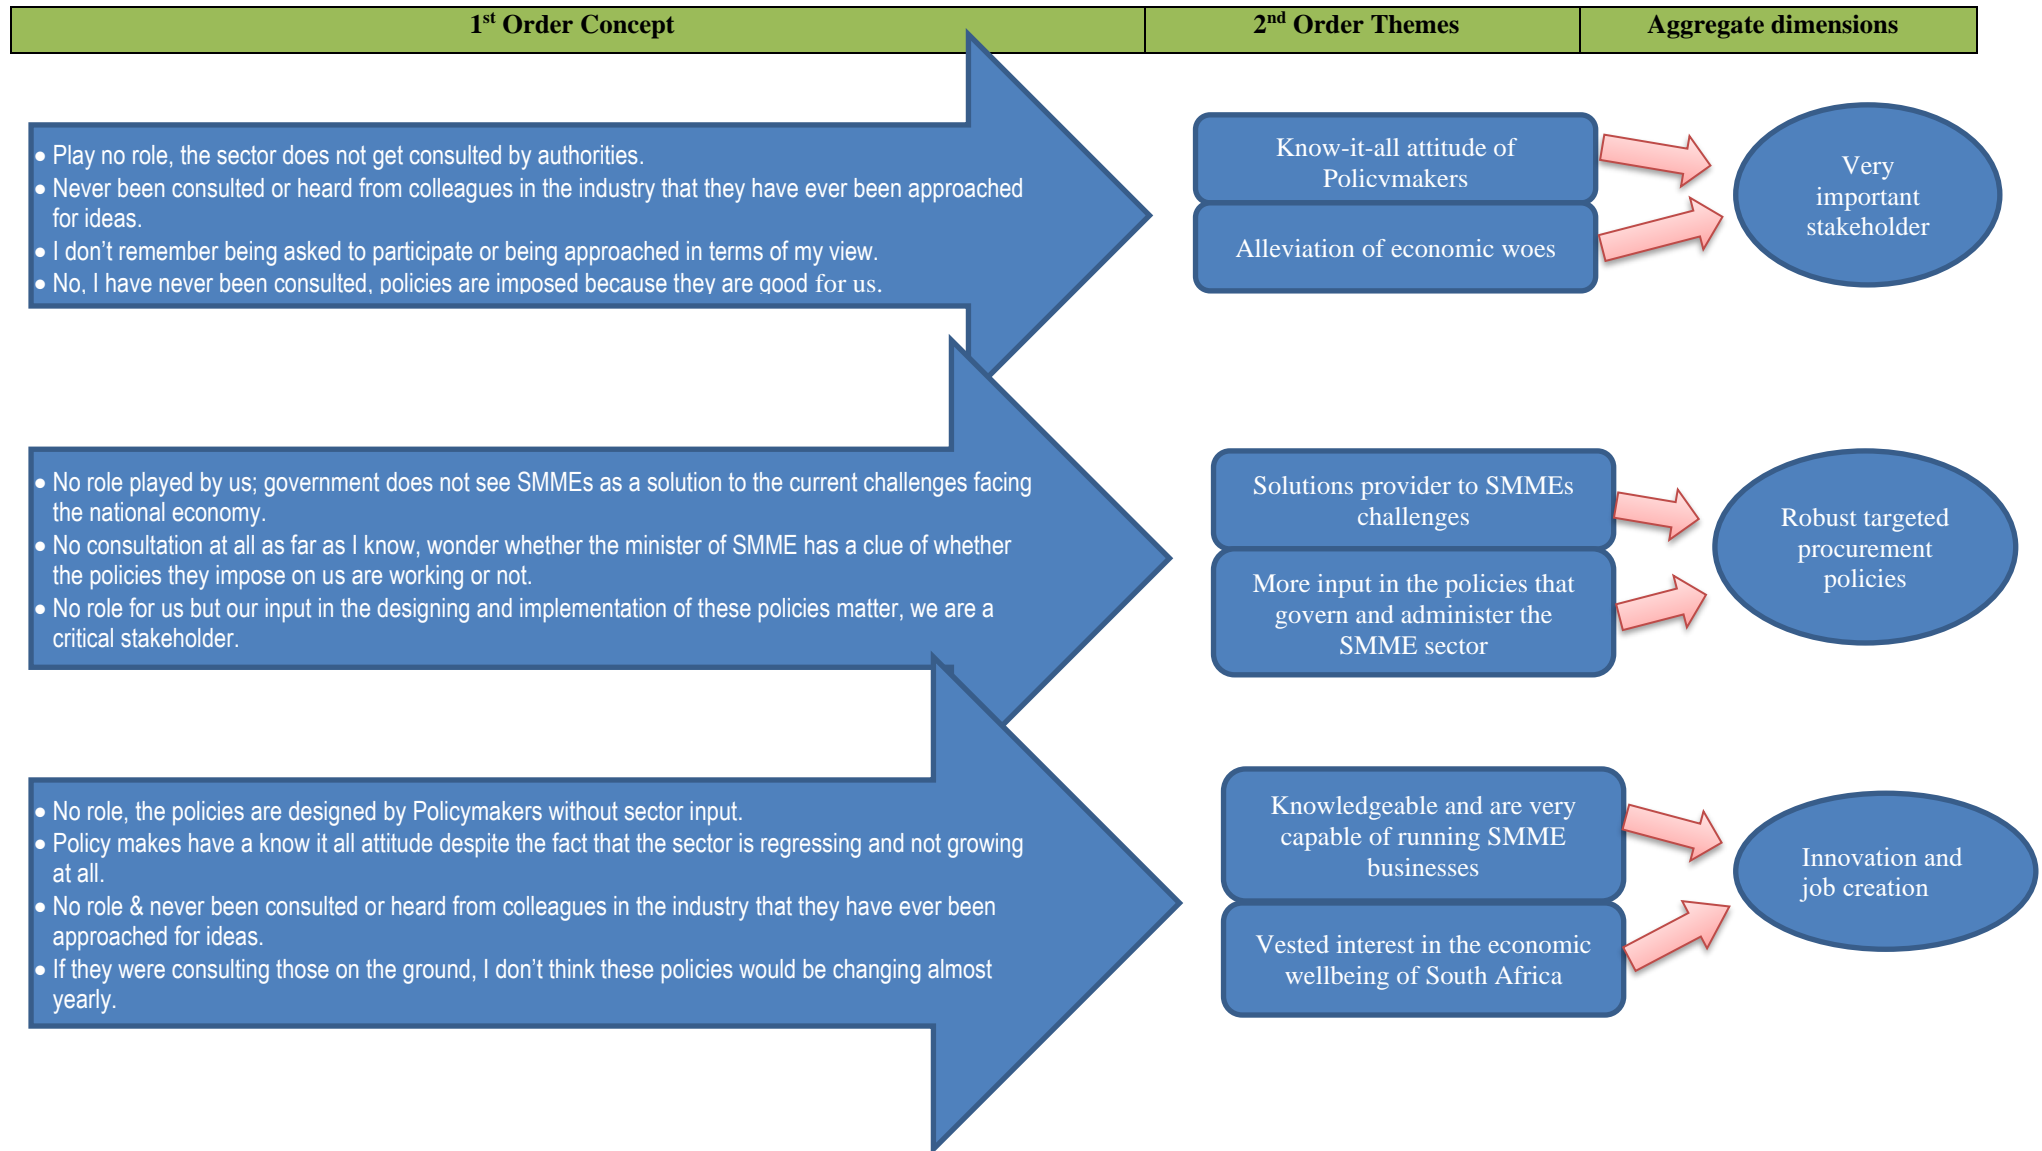 1st Order Concept
2nd Order Themes
Aggregate dimensions
• Play no role, the sector does not get consulted by authorities.
• Never been consulted or heard from colleagues in the industry that they have ever been approached
for ideas.
• I don’t remember being asked to participate or being approached in terms of my view.
• No, I have never been consulted, policies are imposed because they are good for us.
Know-it-all attitude of
Policymakers
Alleviation of economic woes
Very
important
stakeholder
• No role played by us; government does not see SMMEs as a solution to the current challenges facing
the national economy.
• No consultation at all as far as I know, wonder whether the minister of SMME has a clue of whether
the policies they impose on us are working or not.
• No role for us but our input in the designing and implementation of these policies matter, we are a
critical stakeholder.
Solutions provider to SMMEs
challenges
More input in the policies that
govern and administer the
SMME sector
Robust targeted
procurement
policies
• No role, the policies are designed by Policymakers without sector input.
• Policy makes have a know it all attitude despite the fact that the sector is regressing and not growing
at all.
• No role & never been consulted or heard from colleagues in the industry that they have ever been
approached for ideas.
• If they were consulting those on the ground, I don’t think these policies would be changing almost
yearly.
Knowledgeable and are very
capable of running SMME
businesses
Vested interest in the economic
wellbeing of South Africa
Innovation and
job creation